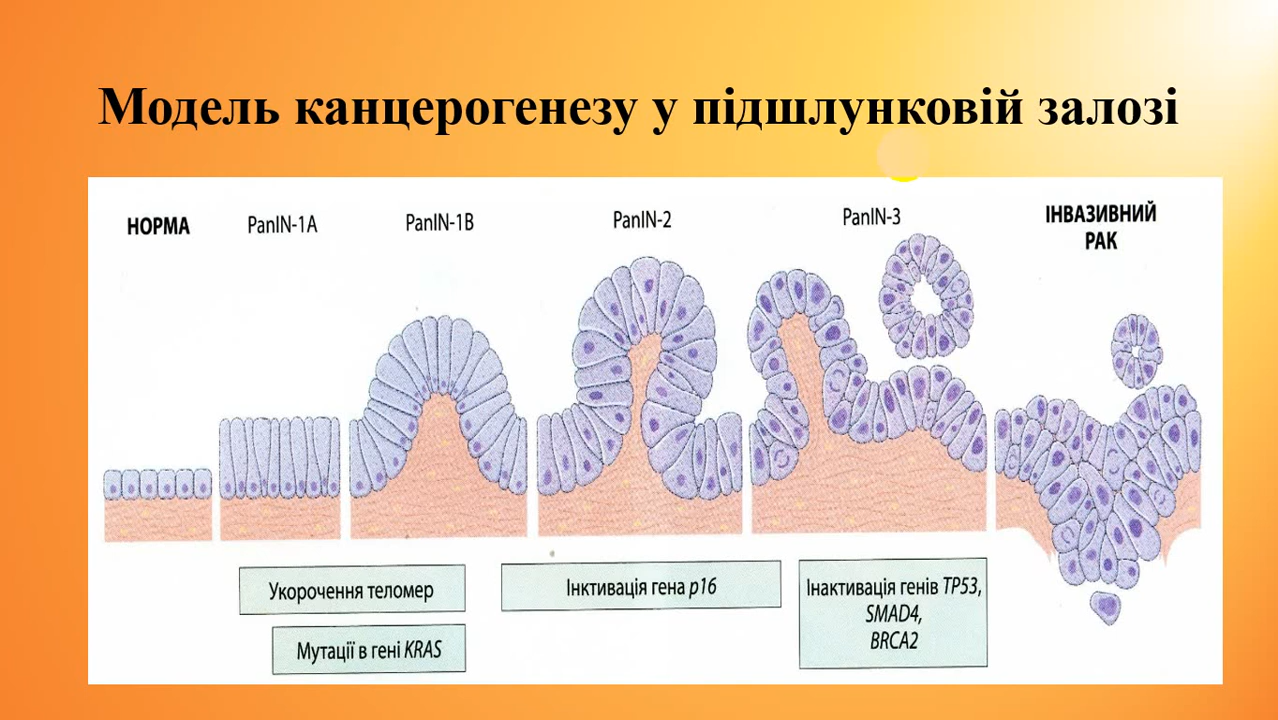 Модель канцерогенезу у підшлунковій залозі
НОРМА
PanIN-1A
PanIN-1B
PanIN-2
PanIN-3
ІНВАЗИВНИЙ
РАК
Укорочення теломер
Мутації в гені KRAS
Інктивація гена p16
Інактивація генів TP53,
SMAD4,
BRCA2